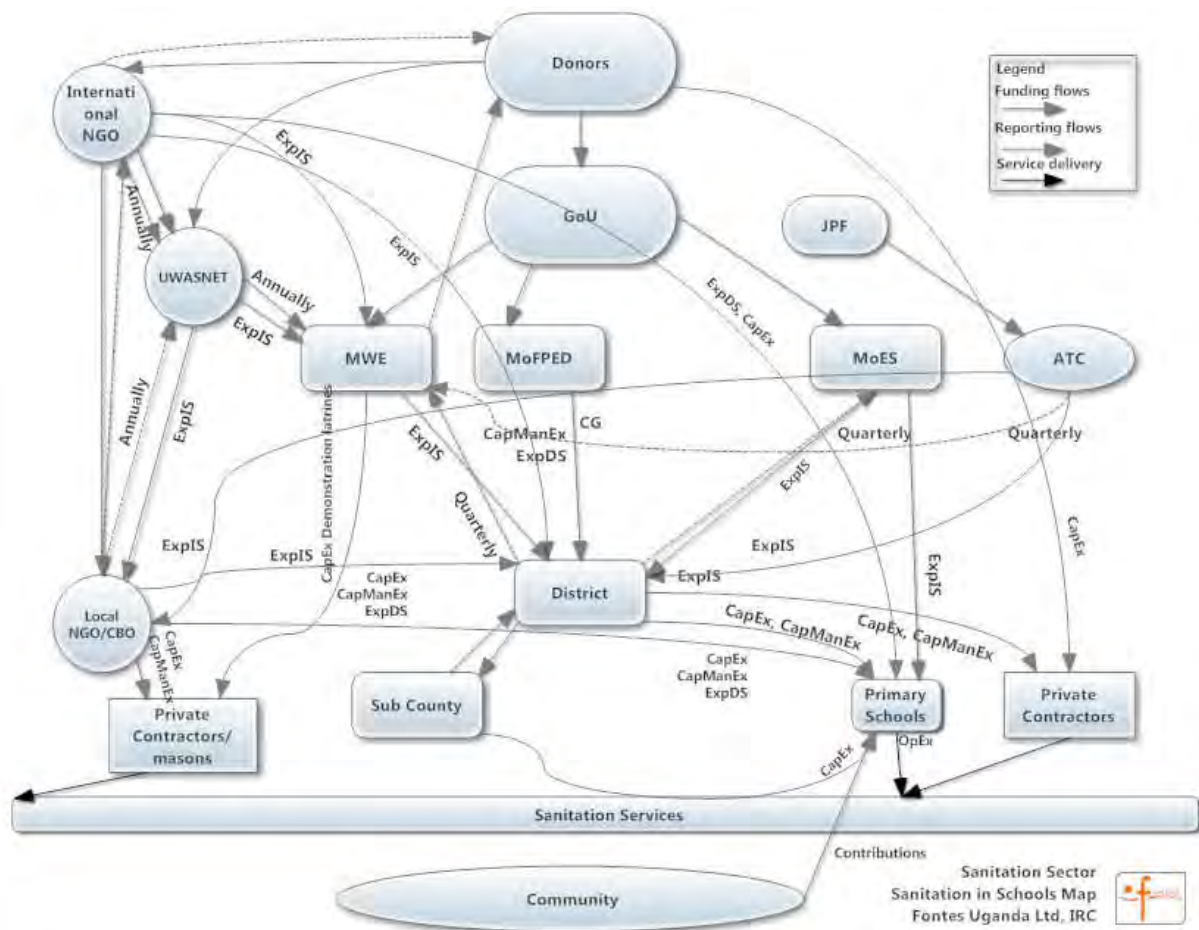 Donors
Legend
Funding flows
Reporting flows
Service delivery
Internati
onal
NGO
ExpIS
Annually
GoU
JPF
ExpIS
UWASNET
Annually
ExpIS
ExpDS, CapEx
MWE
MoFPED
MoES
ATC
Annually
ExpIS
CapEx Demonstration latrines
ExpIS
CG
CapManEx
ExpDS
Quarterly
Quarterly
ExpIS
Quarterly
CapEx
ExpIS
ExpIS
ExpIS
ExpIS
ExpIS
CapEx
CapManEx
ExpDS
District
Local
NGO/CBO
CapEx
CapManEx
CapEx, CapManEx
CapEx, CapManEx
CapEx
CapManEx
ExpDS
Sub County
Primary
Schools
Private
Contractors
Private
Contractors/
masons
OpEx
CapEx
Sanitation Services
Contributions
Community
Sanitation Sector
Sanitation in Schools Map
Fontes Uganda Ltd, IRC